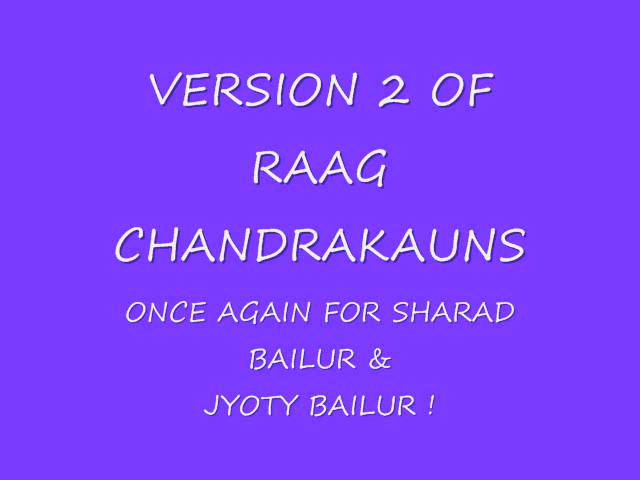 VERSION 2 OF
RAAG
CHANDRAKAUNS
ONCE AGAIN FOR SHARAD
BAILUR &
JYOTY BAILUR !